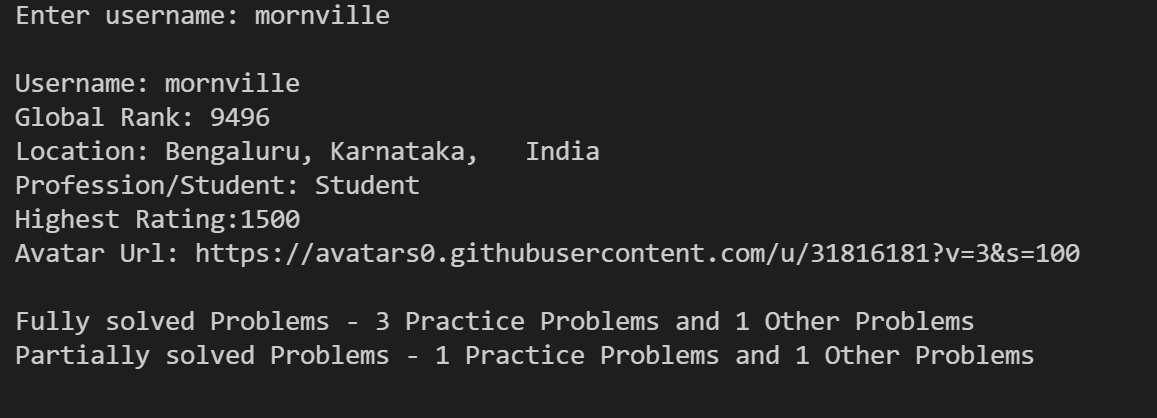 Enter username: mornville
Username: mornville
Global Rank: 9496
Location: Bengaluru, Karnataka,   India
Profession/Student: Student
Highest Rating:1500
Avatar Url: https://avatars0.githubusercontent.com/u/31816181?v=3&s=100
Fully solved Problems - 3 Practice Problems and 1 Other Problems
Partially solved Problems - 1 Practice Problems and 1 Other Problems